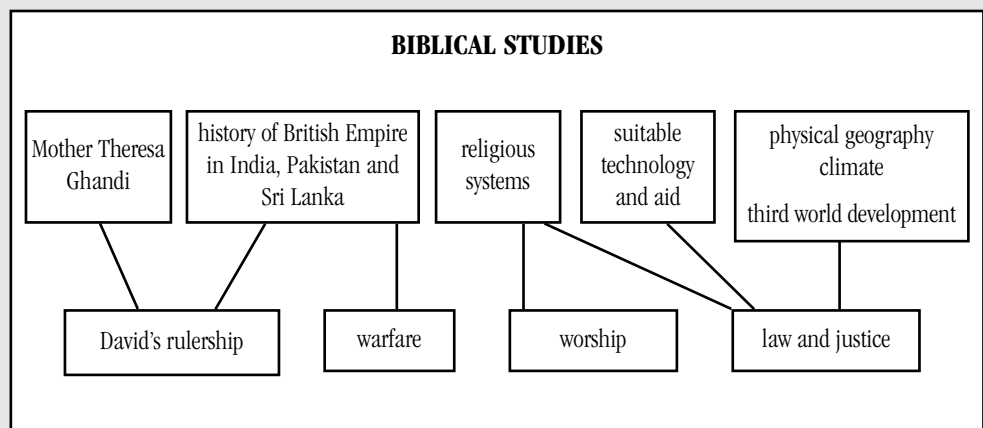 BIBLICAL STUDIES
Mother Theresa
Ghandi
history of British Empire
in India, Pakistan and
Sri Lanka
religious
systems
suitable
technology
and aid
physical geography
climate
third world development
David's rulership
warfare
worship
law and justice